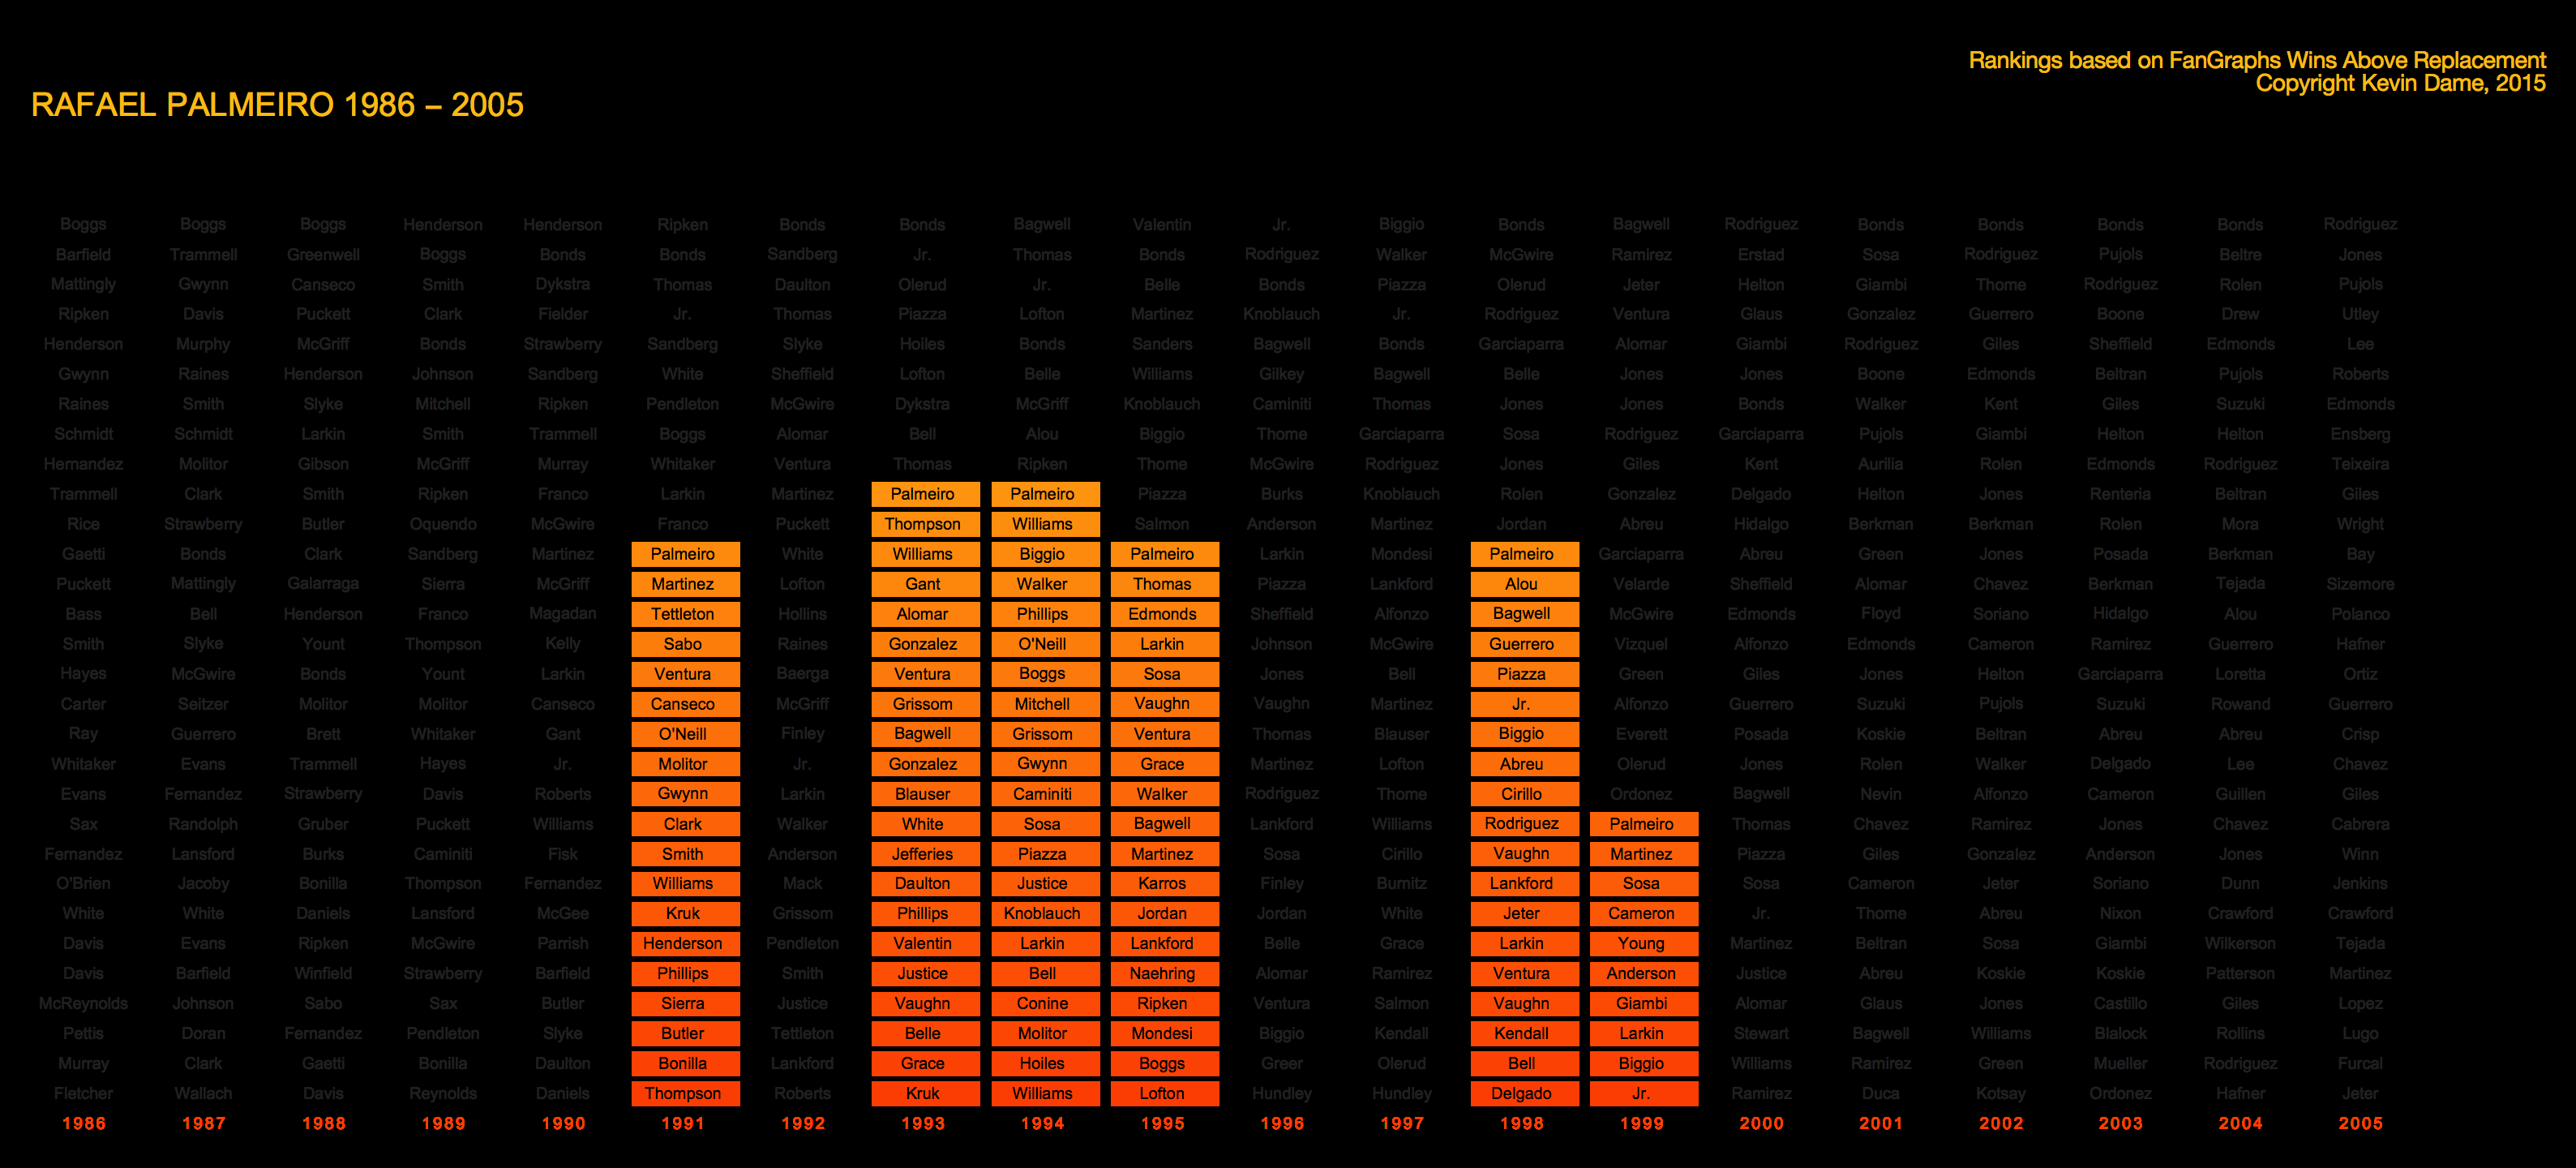 Rankings based on FanGraphs Wins Above Replacement
Copyright Kevin Dame, 2015
RAFAEL PALMEIRO 1986 – 2005
Boggs Boggs Boggs Henderson Henderson Ripken Bonds Bonds Bagwell Valentin Jr. Biggio Bonds Bagwell Rodriguez Bonds Bonds Bonds Bonds Rodriguez
Barfield Trammell Greenwell Boggs Bonds Bonds Sandberg Jr. Thomas Bonds Rodriguez Walker McGwire Ramirez Erstad Sosa Rodriguez Pujols Beltre Jones
Mattingly Gwynn Canseco Smith Dykstra Thomas Daulton Olerud Jr. Belle Bonds Piazza Olerud Jeter Helton Giambi Thome Rodriguez Rolen Pujols
Ripken Davis Puckett Clark Fielder Jr. Thomas Piazza Lofton Martinez Knoblauch Jr. Rodriguez Ventura Glaus Gonzalez Guerrero Boone Drew Utley
Henderson Murphy McGriff Bonds Strawberry Sandberg Slyke Hoiles Bonds Sanders Bagwell Bonds Garciaparra Alomar Giambi Rodriguez Giles Sheffield Edmonds Lee
Gwynn Raines Henderson Johnson Sandberg White Sheffield Lofton Belle Williams Gilkey Bagwell Belle Jones Jones Boone Edmonds Beltran Pujols Roberts
Raines Smith Slyke Mitchell Ripken Pendleton McGwire Dykstra McGriff Knoblauch Caminiti Thomas Jones Jones Bonds Walker Kent Giles Suzuki Edmonds
Schmidt Schmidt Larkin Smith Trammell Boggs Alomar Bell Alou Biggio Thome Garciaparra Sosa Rodriguez Garciaparra Pujols Giambi Helton Helton Ensberg
Hernandez Molitor Gibson McGriff Murray Whitaker Ventura Thomas Ripken Thome McGwire Rodriguez Jones Giles Kent Aurilia Rolen Edmonds Rodriguez Teixeira
Trammell Clark Smith Ripken Franco Larkin Martinez Palmeiro Palmeiro Piazza Burks Knoblauch Rolen Gonzalez Delgado Helton Jones Renteria Beltran Giles
Rice Strawberry Butler Oquendo McGwire Franco Puckett Thompson Williams Salmon Anderson Martinez Jordan Abreu Hidalgo Berkman Berkman Rolen Mora Wright
Gaetti Bonds Clark Sandberg Martinez Palmeiro White Williams Biggio Palmeiro Larkin Mondesi Palmeiro Garciaparra Abreu Green Jones Posada Berkman Bay
Puckett Mattingly Galarraga Sierra McGriff Martinez Lofton Gant Walker Thomas Piazza Lankford Alou Velarde Sheffield Alomar Chavez Berkman Tejada Sizemore
Bass Bell Henderson Franco Magadan Tettleton Hollins Alomar Phillips Edmonds Sheffield Alfonzo Bagwell McGwire Edmonds Floyd Soriano Hidalgo Alou Polanco
Smith Slyke Yount Thompson Kelly Sabo Raines Gonzalez O'Neill Larkin Johnson McGwire Guerrero Vizquel Alfonzo Edmonds Cameron Ramirez Guerrero Hafner
Hayes McGwire Bonds Yount Larkin Ventura Baerga Ventura Boggs Sosa Jones Bell Piazza Green Giles Jones Helton Garciaparra Loretta Ortiz
Carter Seitzer Molitor Molitor Canseco Canseco McGriff Grissom Mitchell Vaughn Vaughn Martinez Jr. Alfonzo Guerrero Suzuki Pujols Suzuki Rowand Guerrero
Ray Guerrero Brett Whitaker Gant O'Neill Finley Bagwell Grissom Ventura Thomas Blauser Biggio Everett Posada Koskie Beltran Abreu Abreu Crisp
Whitaker Evans Trammell Hayes Jr. Molitor Jr. Gonzalez Gwynn Grace Martinez Lofton Abreu Olerud Jones Rolen Walker Delgado Lee Chavez
Evans Fernandez Strawberry Davis Roberts Gwynn Larkin Blauser Caminiti Walker Rodriguez Thome Cirillo Ordonez Bagwell Nevin Alfonzo Cameron Guillen Giles
Sax Randolph Gruber Puckett Williams Clark Walker White Sosa Bagwell Lankford Williams Rodriguez Palmeiro Thomas Chavez Ramirez Jones Chavez Cabrera
Fernandez Lansford Burks Caminiti Fisk Smith Anderson Jefferies Piazza Martinez Sosa Cirillo Vaughn Martinez Piazza Giles Gonzalez Anderson Jones Winn
O'Brien Jacoby Bonilla Thompson Fernandez Williams Mack Daulton Justice Karros Finley Burnitz Lankford Sosa Sosa Cameron Jeter Soriano Dunn Jenkins
White White Daniels Lansford McGee Kruk Grissom Phillips Knoblauch Jordan Jordan White Jeter Cameron Jr. Thome Abreu Nixon Crawford Crawford
Davis Evans Ripken McGwire Parrish Henderson Pendleton Valentin Larkin Lankford Belle Grace Larkin Young Martinez Beltran Sosa Giambi Wilkerson Tejada
Davis Barfield Winfield Strawberry Barfield Phillips Smith Justice Bell Naehring Alomar Ramirez Ventura Anderson Justice Abreu Koskie Koskie Patterson Martinez
McReynolds Johnson Sabo Sax Butler Sierra Justice Vaughn Conine Ripken Ventura Salmon Vaughn Giambi Alomar Glaus Jones Castillo Giles Lopez
Pettis Doran Fernandez Pendleton Slyke Butler Tettleton Belle Molitor Mondesi Biggio Kendall Kendall Larkin Stewart Bagwell Williams Blalock Rollins Lugo
Murray Clark Gaetti Bonilla Daulton Bonilla Lankford Grace Hoiles Boggs Greer Olerud Bell Biggio Williams Ramirez Green Mueller Rodriguez Furcal
Fletcher Wallach Davis Reynolds Daniels Thompson Roberts Kruk Williams Lofton Hundley Hundley Delgado Jr. Ramirez Duca Kotsay Ordonez Hafner Jeter
1986 1987 1988 1989 1990 1991 1992 1993 1994 1995 1996 1997 1998 1999 2000 2001 2002 2003 2004 2005